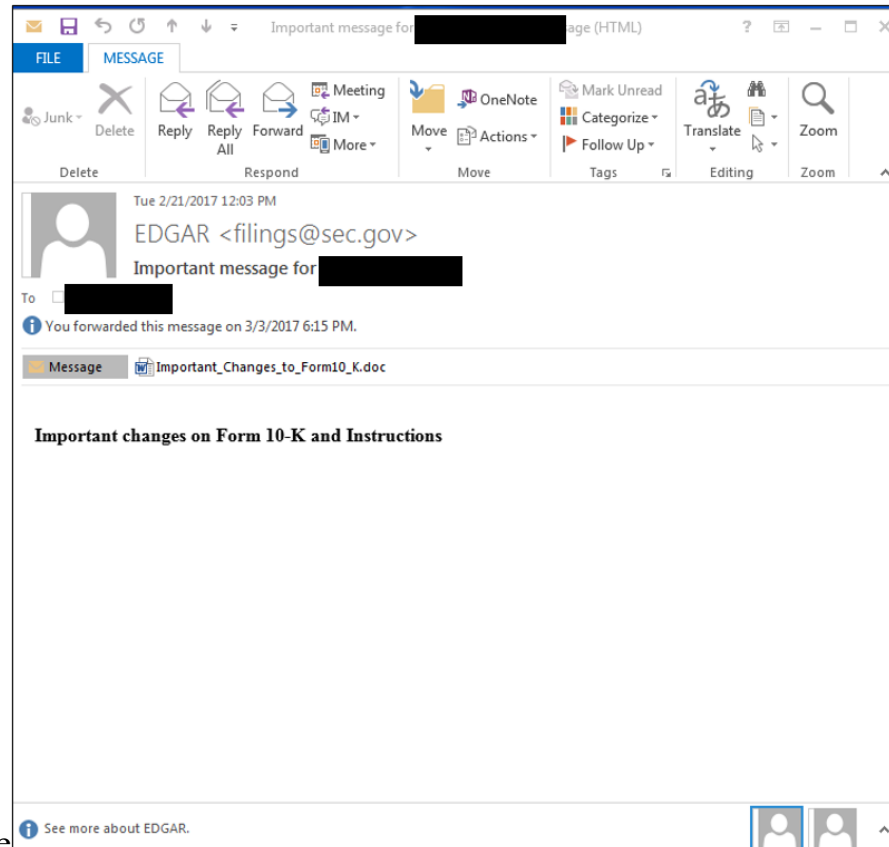 Important message for age (HTML) ?
FILE MESSAGE
Junk
Delete
Reply
Reply All
Forward
Meeting
IM
More
Move
OneNote
Actions
Mark Unread
Categorize
Follow Up
Translate
Zoom
Delete Respond Move Tags Editing Zoom
Tue 2/21/2017 12:03 PM
EDGAR <filings@sec.gov>
Important message for
To
You forwarded this message on 3/3/2017 6:15 PM.
Message Important_Changes_to_Form10_K.doc
Important changes on Form 10-K and Instructions
See more about EDGAR.